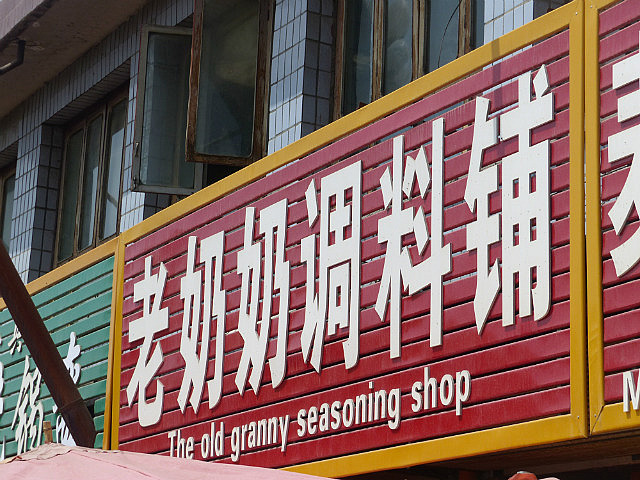 老奶奶调料铺
The old granny seasoning shop
M